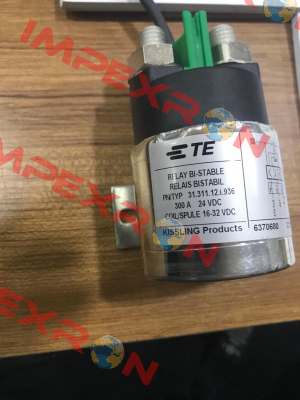 IMPEXRON
TE
RELAY BI-STABLE
RELAIS BISTABIL
PN/TYP 31.311.12.i.936
300 A 24 VDC
COIL/SPULE 16-32 VDC
KISSLING Products 6370680
IMPEXRON
IMPEXRON